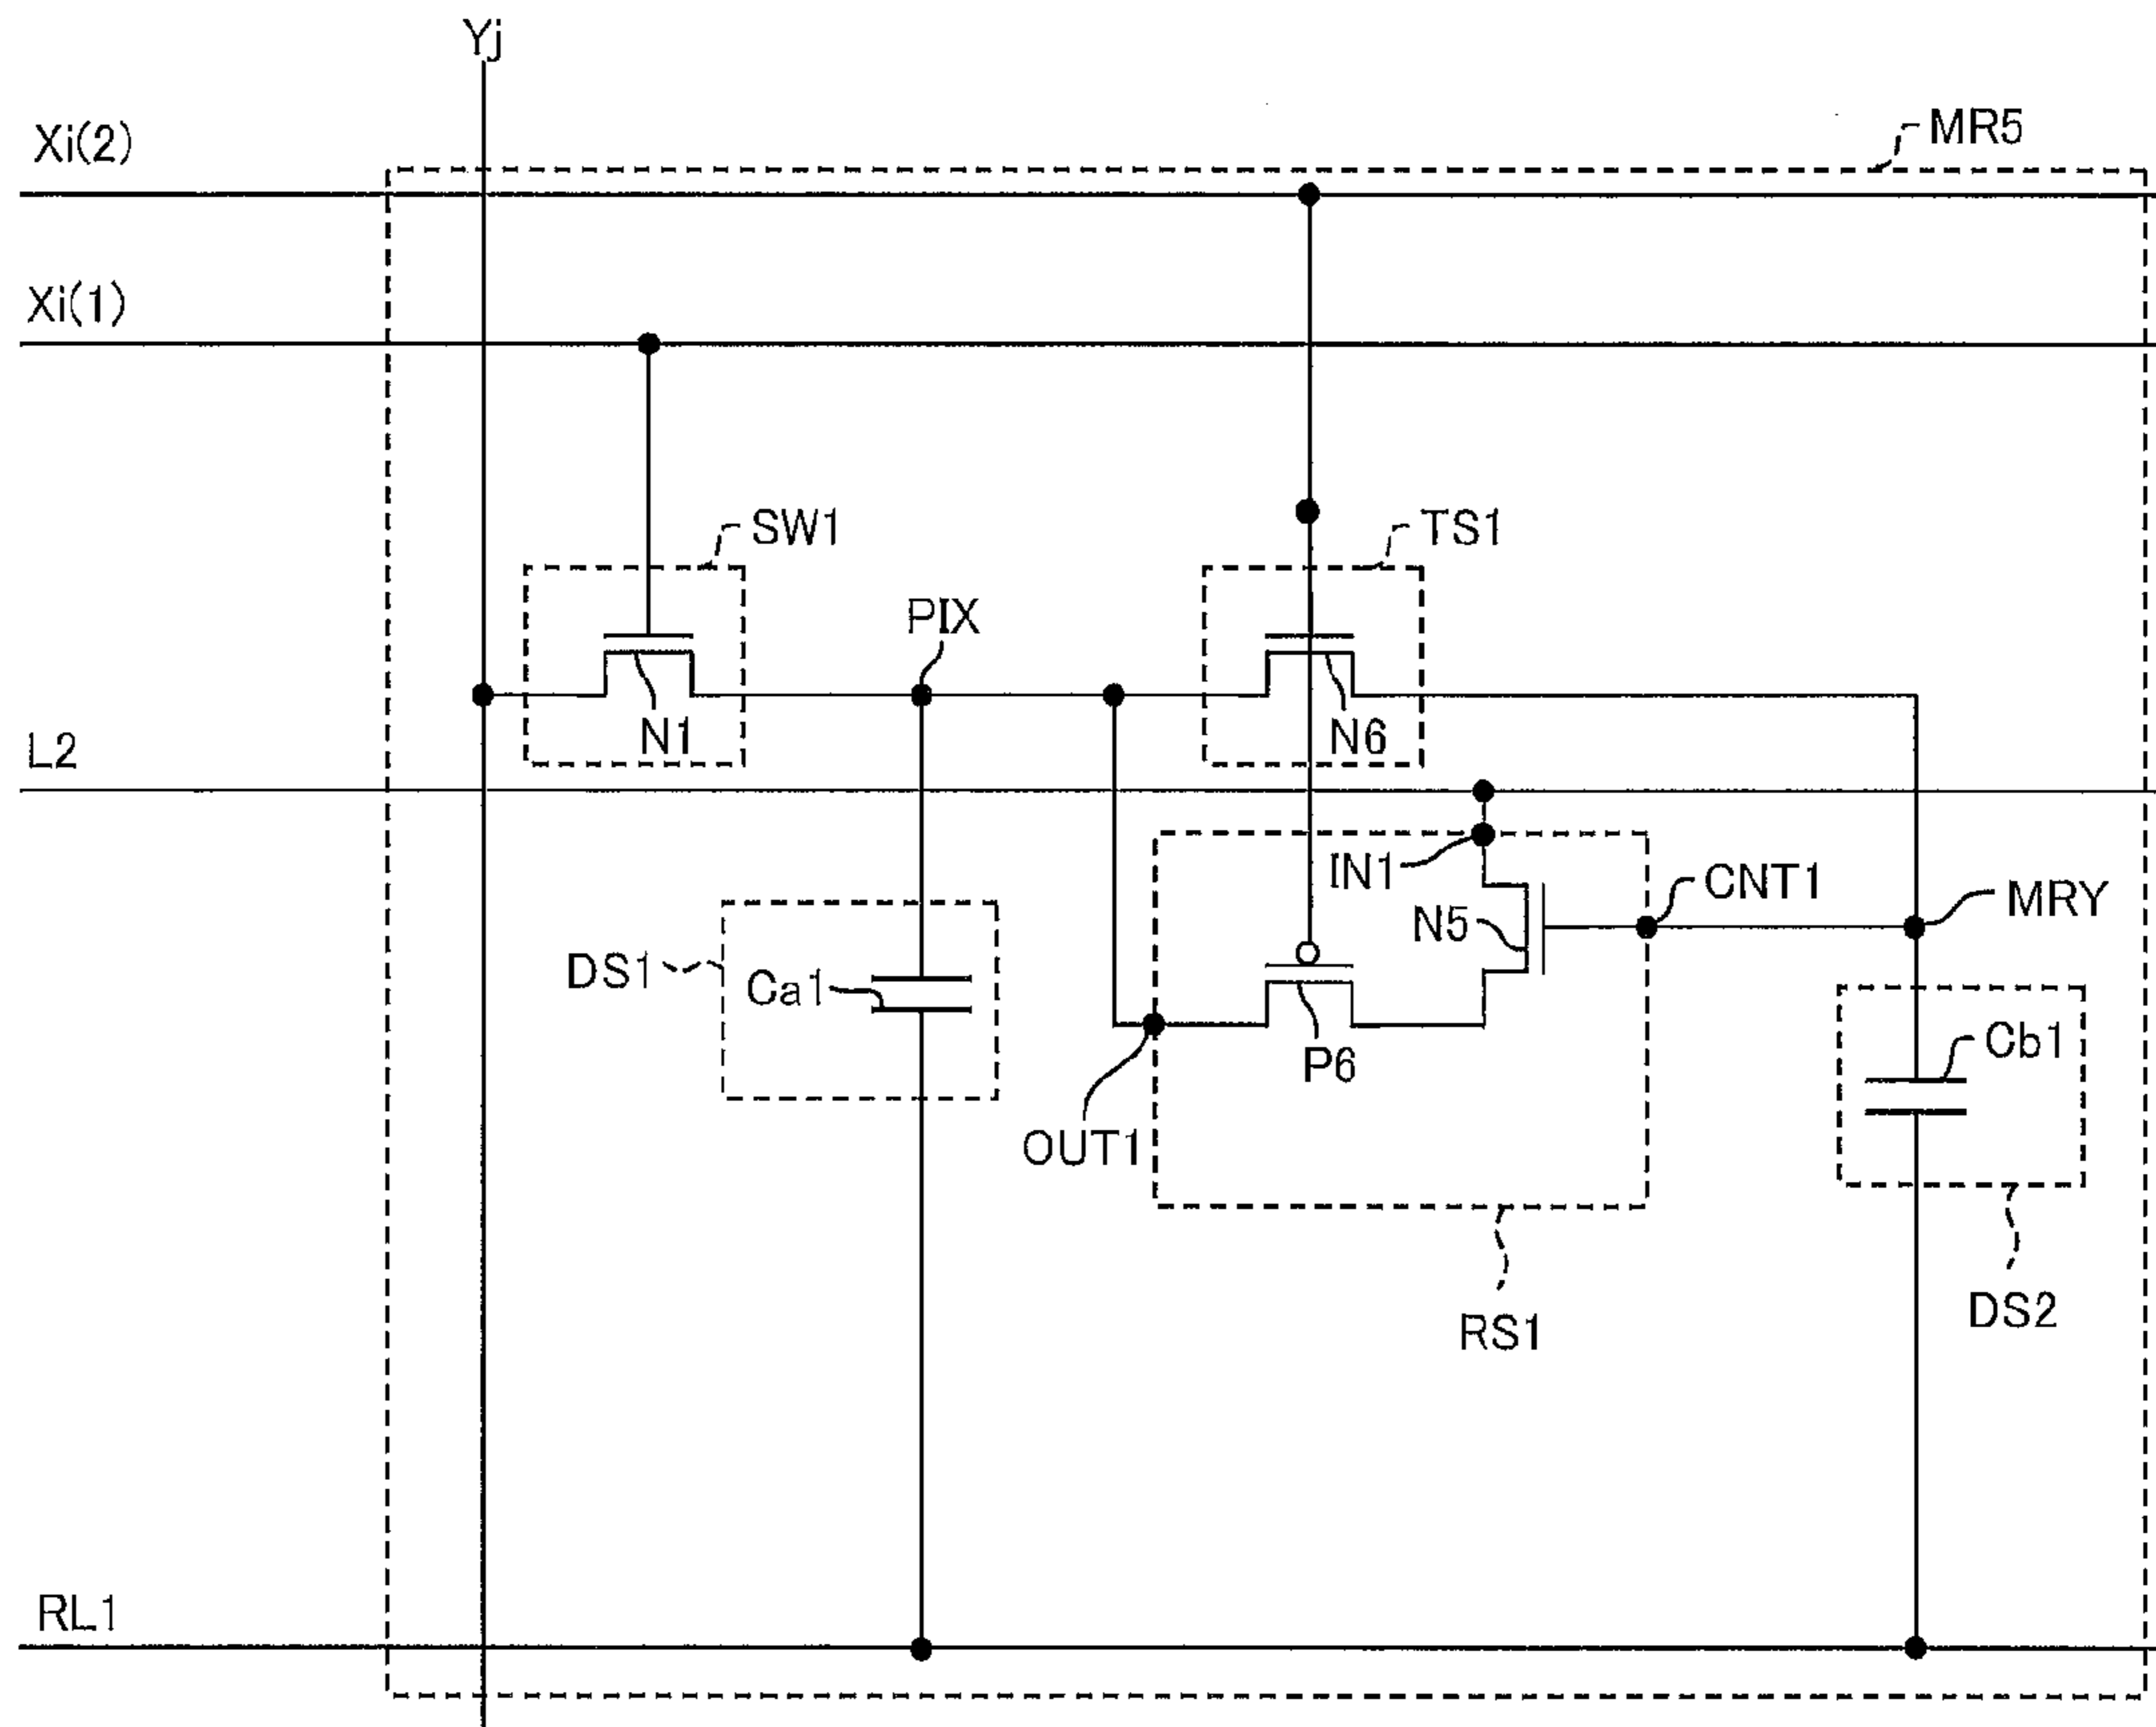 Yj
Xi(2)
MR5
Xi(1)
SW1
TS1
PIX
N1
N6
L2
IN1
CNT1
MRY
N5
DS1
Ca1
Cb1
P6
OUT1
DS2
RS1
RL1